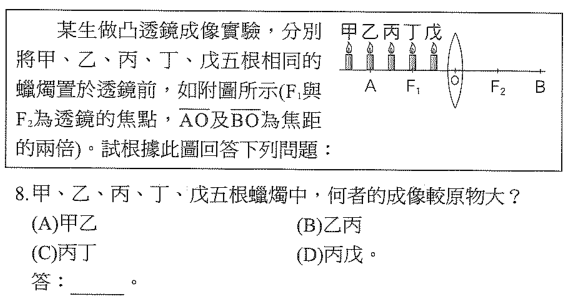 某生做凸透鏡成像實驗,分別
將甲、乙、丙、丁、戊五根相同的
蠟燭置於透鏡前,如附圖所示(F₁與
F₂為透鏡的焦點,A̅O̅及B̅O̅為焦距
的兩倍)。試根據此圖回答下列問題:
甲乙丙丁戊
A F₁ O F₂ B
8.甲、乙、丙、丁、戊五根蠟燭中,何者的成像較原物大?
(A)甲乙 (B)乙丙
(C)丙丁 (D)丙戊。
答:____。